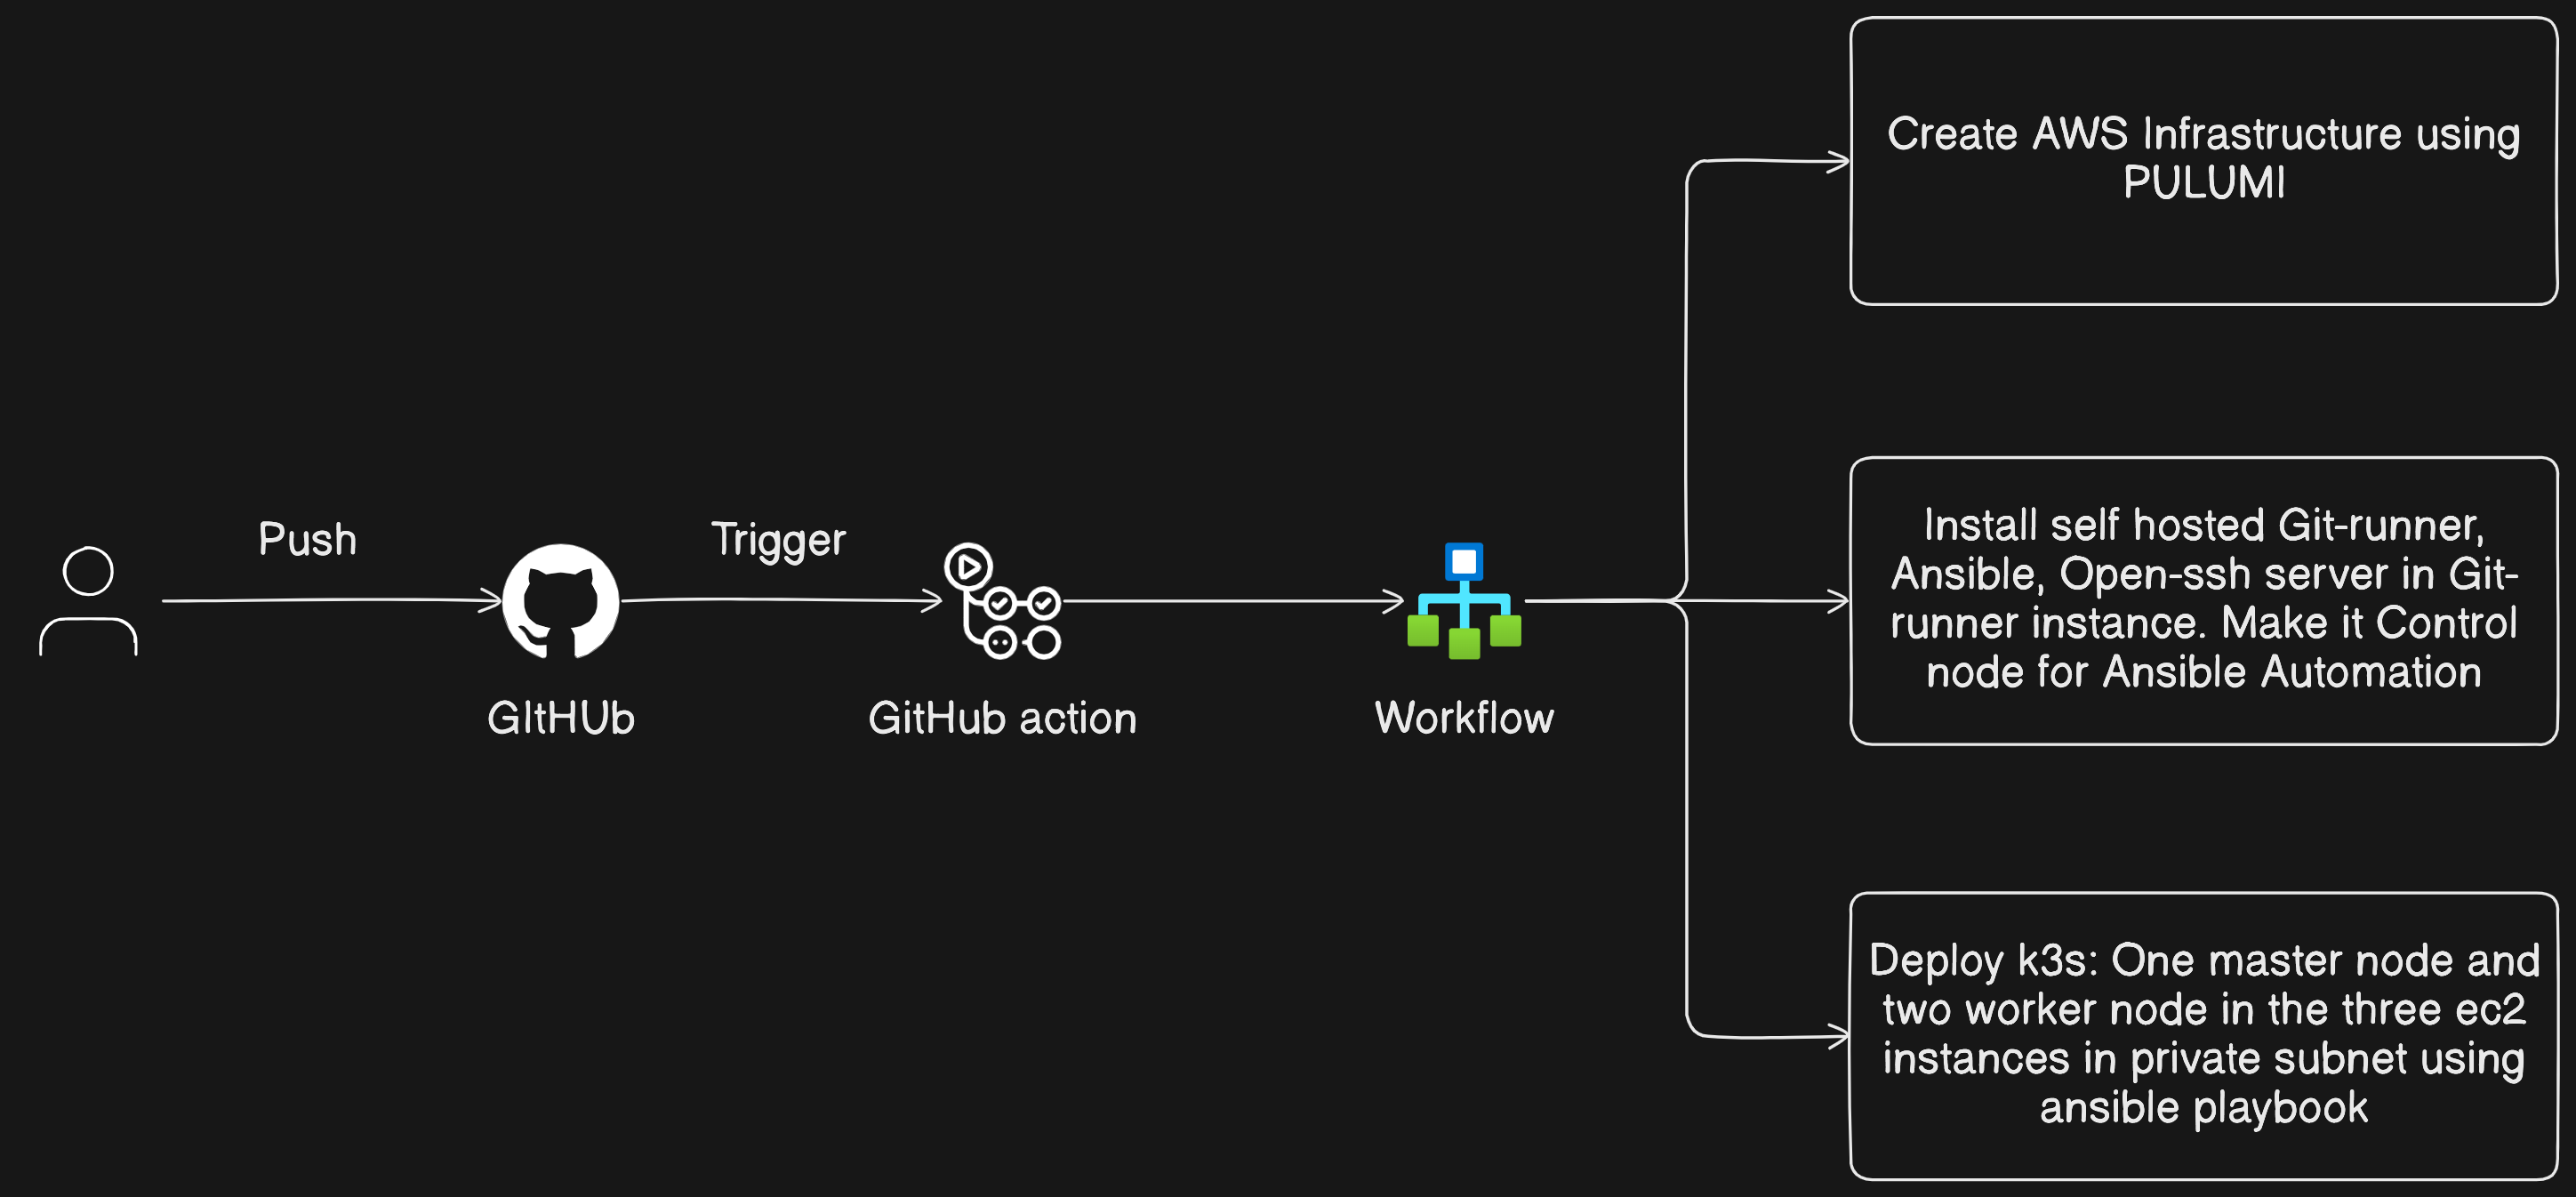 Create AWS Infrastructure using
PULUMI
Push
Trigger
GItHUb
GitHub action
Workflow
Install self hosted Git-runner,
Ansible, Open-ssh server in Git-
runner instance. Make it Control
node for Ansible Automation
Deploy k3s: One master node and
two worker node in the three ec2
instances in private subnet using
ansible playbook